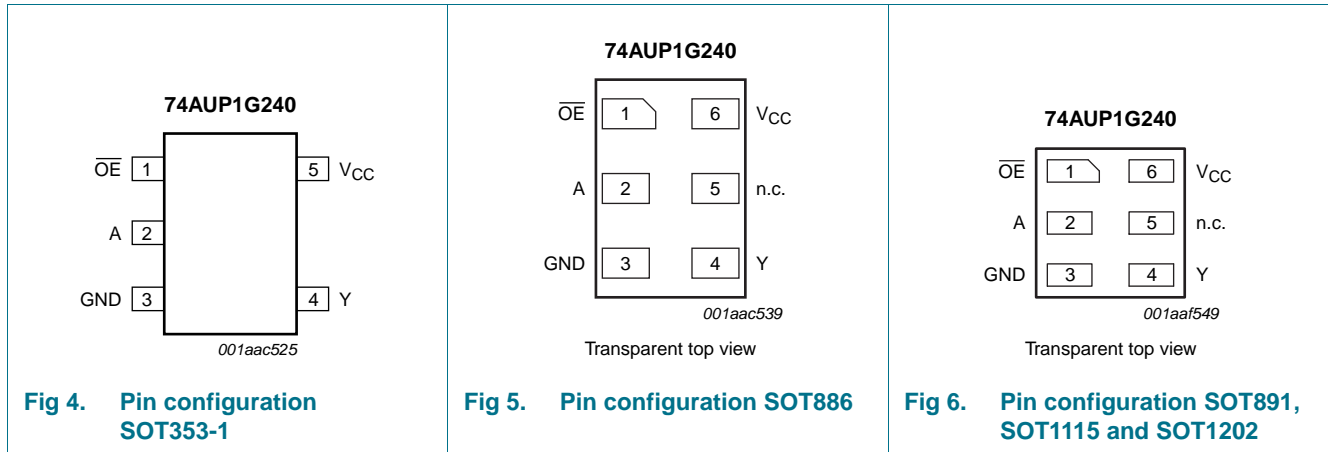 74AUP1G240
OE 1
5 VCC
A 2
GND 3
4 Y
001aac525
Fig 4. Pin configuration
SOT353-1
74AUP1G240
OE 1
6 VCC
A 2
5 n.c.
GND 3
4 Y
001aac539
Transparent top view
Fig 5. Pin configuration SOT886
74AUP1G240
OE 1
6 VCC
A 2
5 n.c.
GND 3
4 Y
001aaf549
Transparent top view
Fig 6. Pin configuration SOT891,
SOT1115 and SOT1202